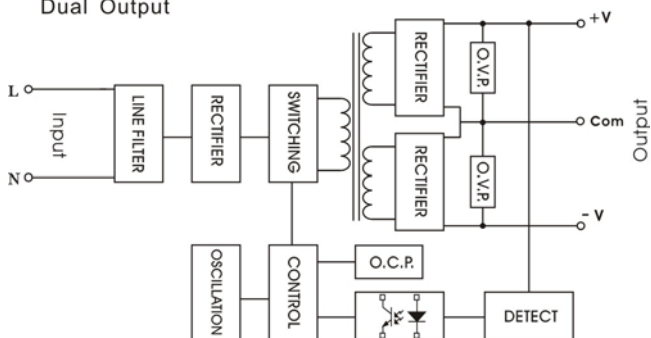 Dual Output
+V
RECTIFIER
O.V.P.
L
Input
N
LINE FILTER
RECTIFIER
SWITCHING
Com
Output
RECTIFIER
O.V.P.
- V
OSCILLATION
CONTROL
O.C.P.
DETECT